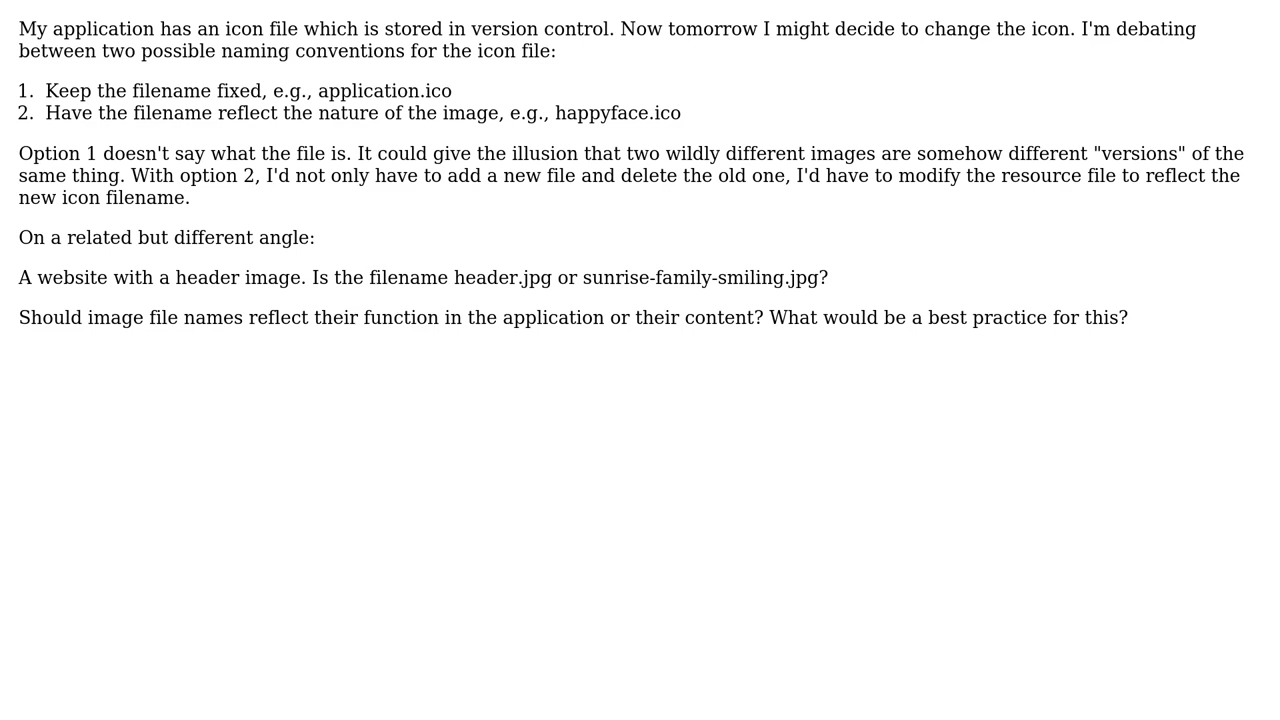 My application has an icon file which is stored in version control. Now tomorrow I might decide to change the icon. I'm debating
between two possible naming conventions for the icon file:
1. Keep the filename fixed, e.g., application.ico
2. Have the filename reflect the nature of the image, e.g., happyface.ico
Option 1 doesn't say what the file is. It could give the illusion that two wildly different images are somehow different "versions" of the
same thing. With option 2, I'd not only have to add a new file and delete the old one, I'd have to modify the resource file to reflect the
new icon filename.
On a related but different angle:
A website with a header image. Is the filename header.jpg or sunrise-family-smiling.jpg?
Should image file names reflect their function in the application or their content? What would be a best practice for this?